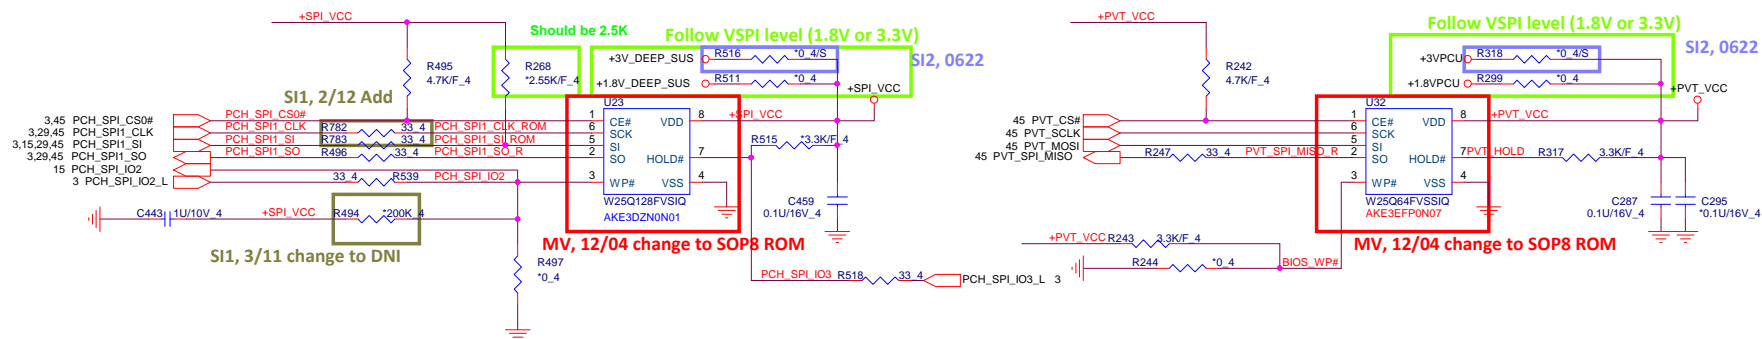 +SPI_VCC
Should be 2.5K
Follow VSPI level (1.8V or 3.3V)
R495
4.7K/F_4
R268
*2.55K/F_4
+3V_DEEP_SUS
R516
*0_4/S
SI2, 0622
+1.8V_DEEP_SUS
R511
*0_4
+SPI_VCC
SI1, 2/12 Add
U23
3,45 PCH_SPI_CS0#
PCH_SPI_CS0#
1
CE#
VDD
8
+SPI_VCC
3,29,45 PCH_SPI1_CLK
PCH_SPI1_CLK
R782
33_4
PCH_SPI1_CLK_ROM
6
SCK
3,15,29,45 PCH_SPI1_SI
PCH_SPI1_SI
R783
33_4
PCH_SPI1_SI_ROM
5
SI
R515
*3.3K/F_4
3,29,45 PCH_SPI1_SO
PCH_SPI1_SO
R496
33_4
PCH_SPI1_SO_R
2
SO
HOLD#
7
15 PCH_SPI_IO2
3 PCH_SPI_IO2_L
33_4
R539
PCH_SPI_IO2
3
WP#
VSS
4
W25Q128FVSIQ
AKE3DZN0N01
C459
0.1U/16V_4
C443
1U/10V_4
+SPI_VCC
R494
*200K_4
MV, 12/04 change to SOP8 ROM
SI1, 3/11 change to DNI
R497
*0_4
PCH_SPI_IO3
R518
33_4
PCH_SPI_IO3_L 3
+PVT_VCC
Follow VSPI level (1.8V or 3.3V)
R242
4.7K/F_4
+3VPCU
R318
*0_4/S
SI2, 0622
+1.8VPCU
R299
*0_4
+PVT_VCC
U32
45 PVT_CS#
1
CE#
VDD
8
+PVT_VCC
45 PVT_SCLK
6
SCK
45 PVT_MOSI
5
SI
45 PVT_SPI_MISO
R247
33_4
PVT_SPI_MISO_R
2
SO
HOLD#
7
PVT_HOLD
R317
3.3K/F_4
3
WP#
VSS
4
W25Q64FVSSIQ
AKE3EFP0N07
C287
0.1U/16V_4
C295
*0.1U/16V_4
+PVT_VCC
R243
3.3K/F_4
MV, 12/04 change to SOP8 ROM
R244
*0_4
BIOS_WP#